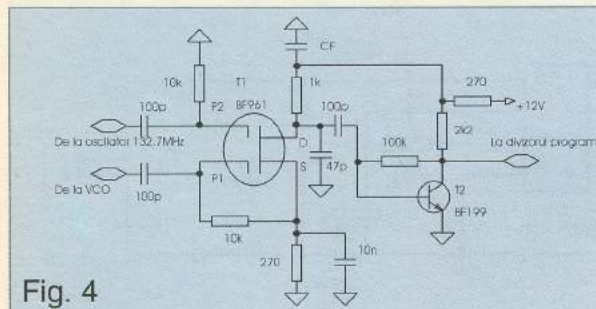 CF
10k
T1
1k
270
BF961
+12V
100p
P2
100p
2k2
De la oscilator 132.7MHz
D
100k
La divizorul program
De la VCO
P1
S
47p
T2
100p
BF199
10k
10n
270
Fig. 4